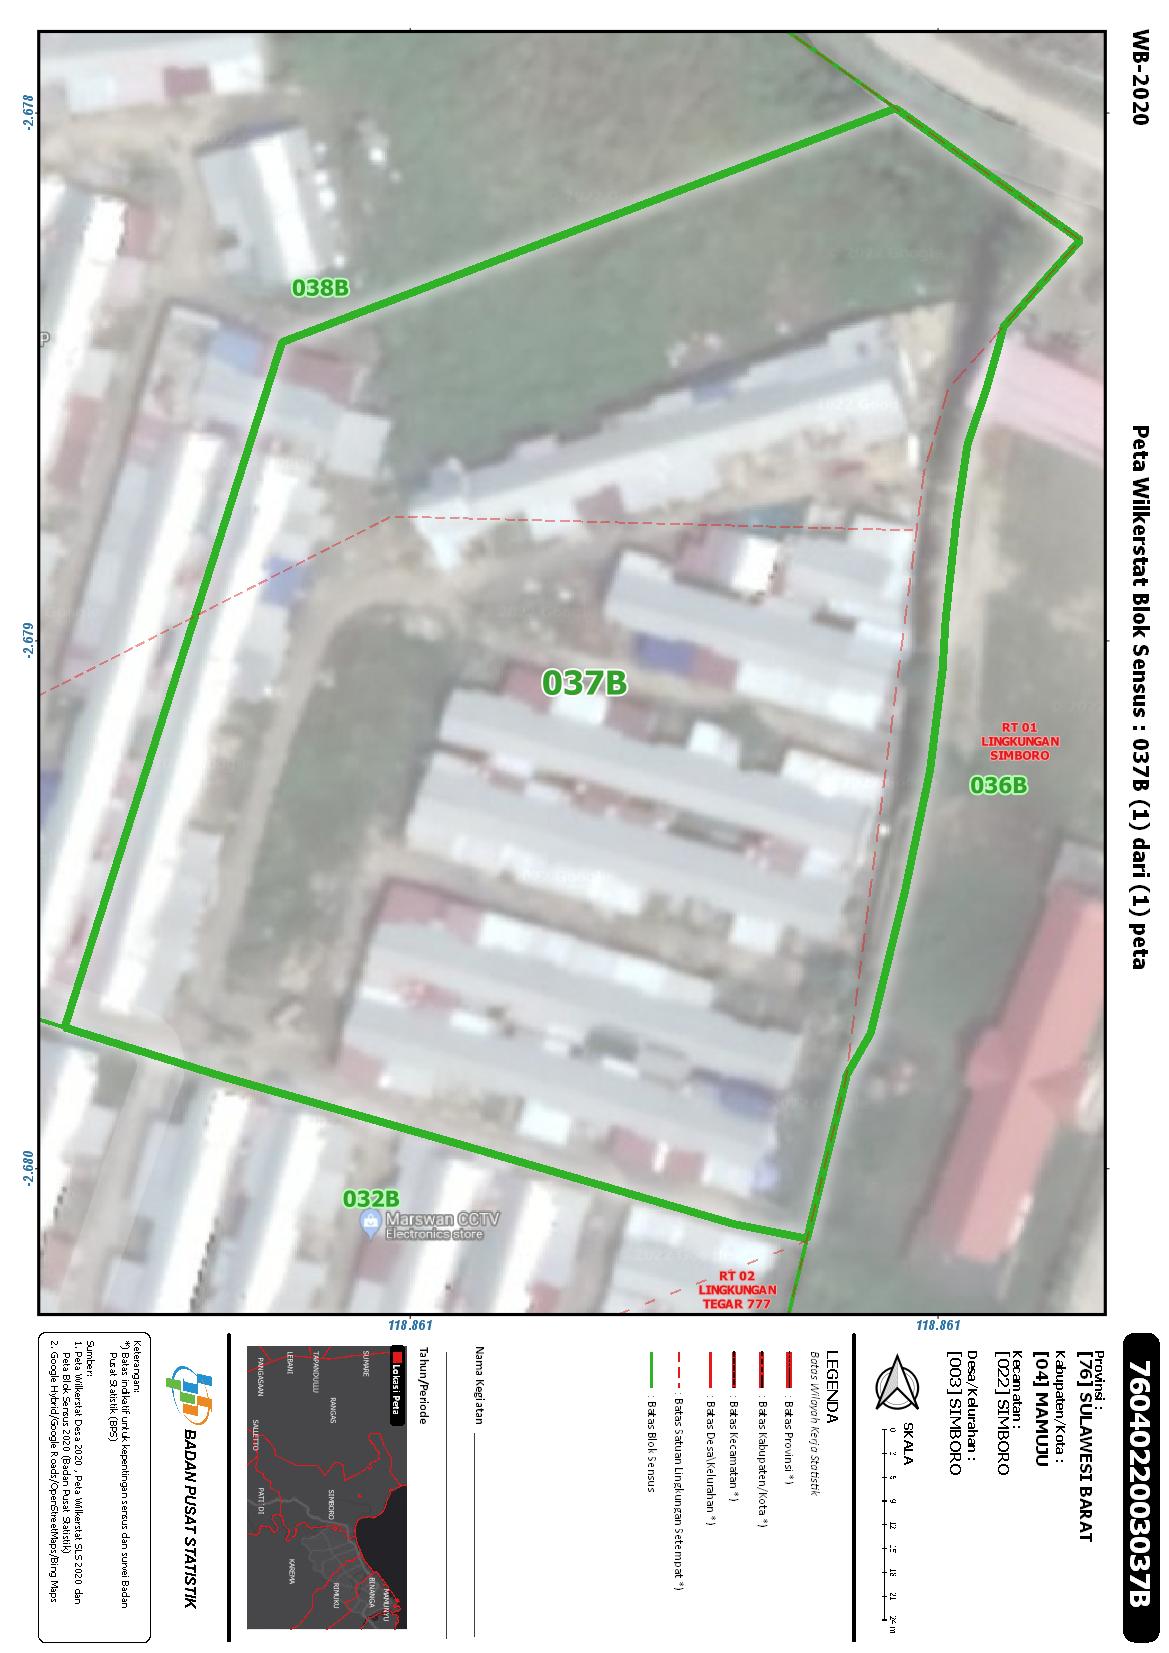 WB-2020
Peta Wilkerstat Blok Sensus : 037B (1) dari (1) peta
-2.678
-2.679
-2.680
118.861
118.861
038B
037B
RT 01
LINGKUNGAN
SIMBORO
036B
032B
Marswan CCTV
Electronics store
RT 02
LINGKUNGAN
TEGAR 777
7604022003037B
Provinsi :
[76] SULAWESI BARAT
Kabupaten/Kota :
[04] MAMUJU
Kecamatan :
[022] SIMBORO
Desa/Kelurahan :
[003] SIMBORO
SKALA
0 2 5 9 12 15 18 21 24 m
LEGENDA
Batas Wilayah Kerja Statistik
: Batas Provinsi *)
: Batas Kabupaten/Kota *)
: Batas Kecamatan *)
: Batas Desa\Kelurahan *)
: Batas Satuan Lingkungan Setempat *)
: Batas Blok Sensus
Nama Kegiatan
Tahun/Periode
Lokasi Peta
SUMARE
TAPANDULLU
LEBANI
PANGASAAN
RANGAS
SALLETTO
PATI'DI
SIMBORO
KAREMA
RIMUKU
BINANGA
MAMUNYU
BADAN PUSAT STATISTIK
Keterangan:
*) Batas indikatif untuk kepentingan sensus dan survei Badan
Pusat Statistik (BPS)
Sumber:
1. Peta Wilkerstat Desa 2020 , Peta Wilkerstat SLS 2020 dan
Peta Blok Sensus 2020 (Badan Pusat Statistik)
2. Google Hybrid/Google Roads/OpenStreetMaps/Bing Maps